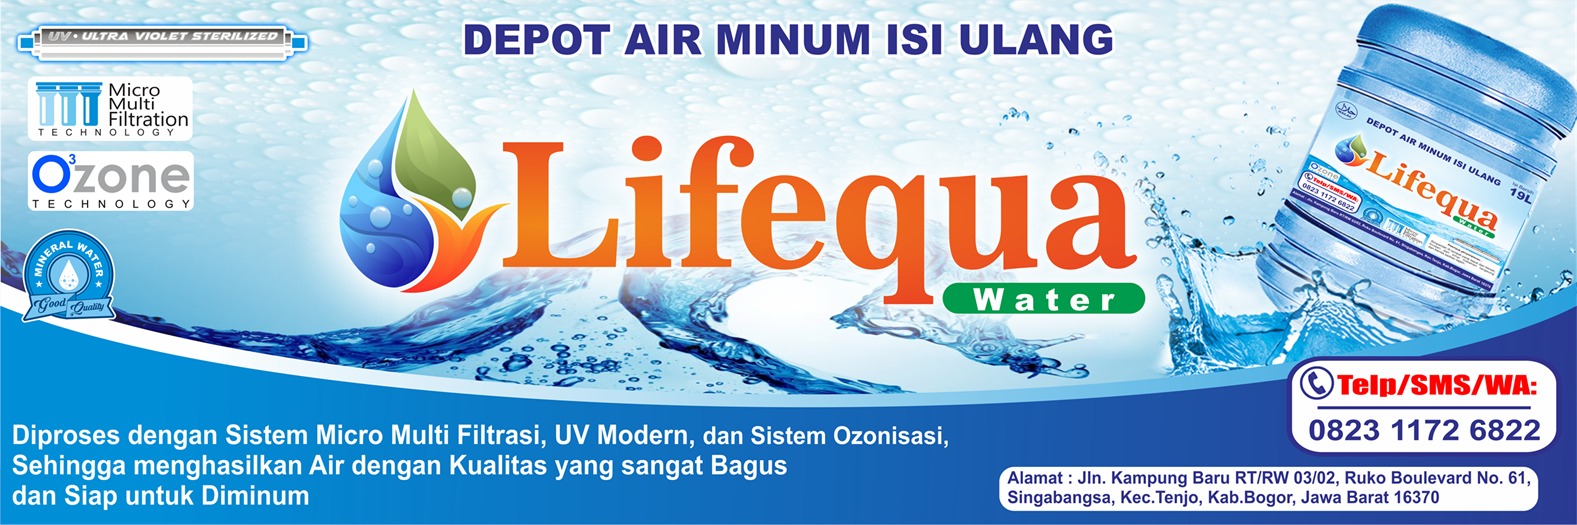 UV • ULTRA VIOLET STERILIZED
DEPOT AIR MINUM ISI ULANG
Micro
Multi
Filtration
TECHNOLOGY
O³zone
TECHNOLOGY
MINERAL WATER
Good Quality
Lifequa
Water
DEPOT AIR MINUM ISI ULANG
Lifequa
Water
19L
Ozone
Telp/SMS/WA:
0823 1172 6822
Telp/SMS/WA:
0823 1172 6822
Diproses dengan Sistem Micro Multi Filtrasi, UV Modern, dan Sistem Ozonisasi,
Sehingga menghasilkan Air dengan Kualitas yang sangat Bagus
dan Siap untuk Diminum
Alamat : Jln. Kampung Baru RT/RW 03/02, Ruko Boulevard No. 61,
Singabangsa, Kec.Tenjo, Kab.Bogor, Jawa Barat 16370